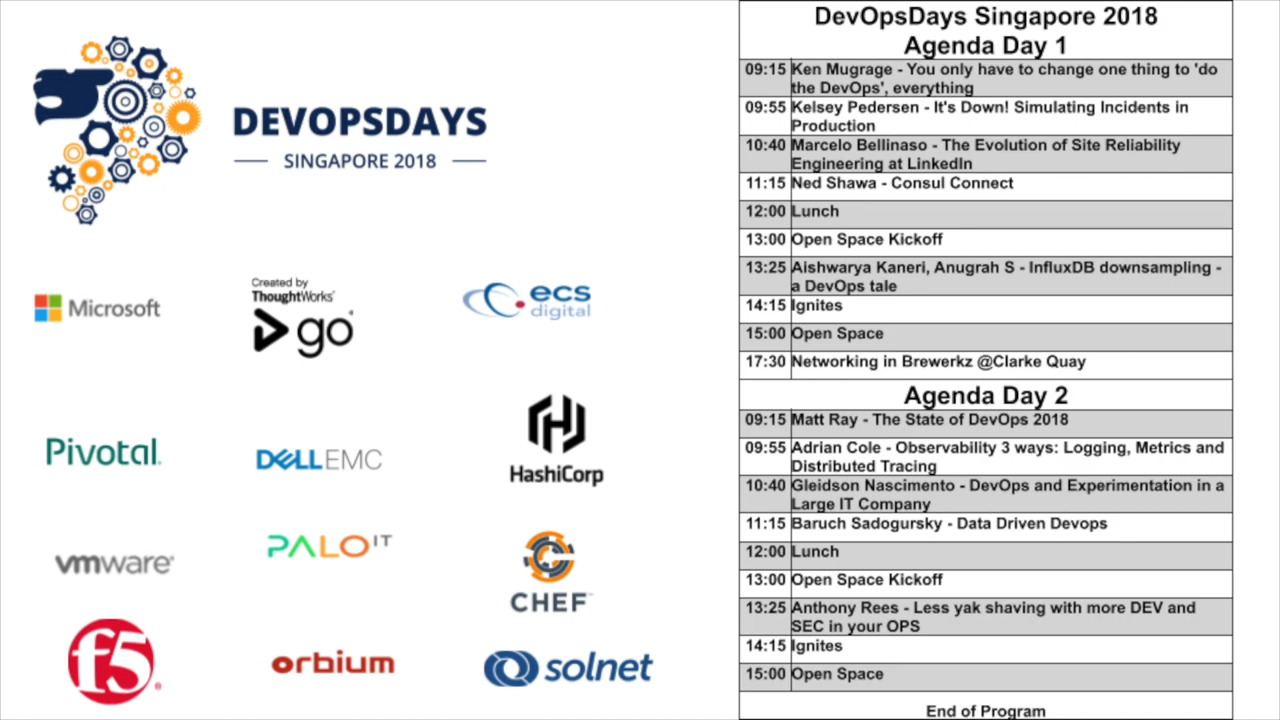 DEVOPSDAYS
SINGAPORE 2018
Microsoft
Created by
ThoughtWorks®
go
ecs
digital
Pivotal.
DELLEMC
HashiCorp
vmware®
PALO IT
CHEF™
f5®
orbium
solnet
DevOpsDays Singapore 2018
Agenda Day 1
09:15 Ken Mugrage - You only have to change one thing to 'do
the DevOps', everything
09:55 Kelsey Pedersen - It's Down! Simulating Incidents in
Production
10:40 Marcelo Bellinaso - The Evolution of Site Reliability
Engineering at LinkedIn
11:15 Ned Shawa - Consul Connect
12:00 Lunch
13:00 Open Space Kickoff
13:25 Aishwarya Kaneri, Anugrah S - InfluxDB downsampling -
a DevOps tale
14:15 Ignites
15:00 Open Space
17:30 Networking in Brewerkz @Clarke Quay
Agenda Day 2
09:15 Matt Ray - The State of DevOps 2018
09:55 Adrian Cole - Observability 3 ways: Logging, Metrics and
Distributed Tracing
10:40 Gleidson Nascimento - DevOps and Experimentation in a
Large IT Company
11:15 Baruch Sadogursky - Data Driven Devops
12:00 Lunch
13:00 Open Space Kickoff
13:25 Anthony Rees - Less yak shaving with more DEV and
SEC in your OPS
14:15 Ignites
15:00 Open Space
End of Program